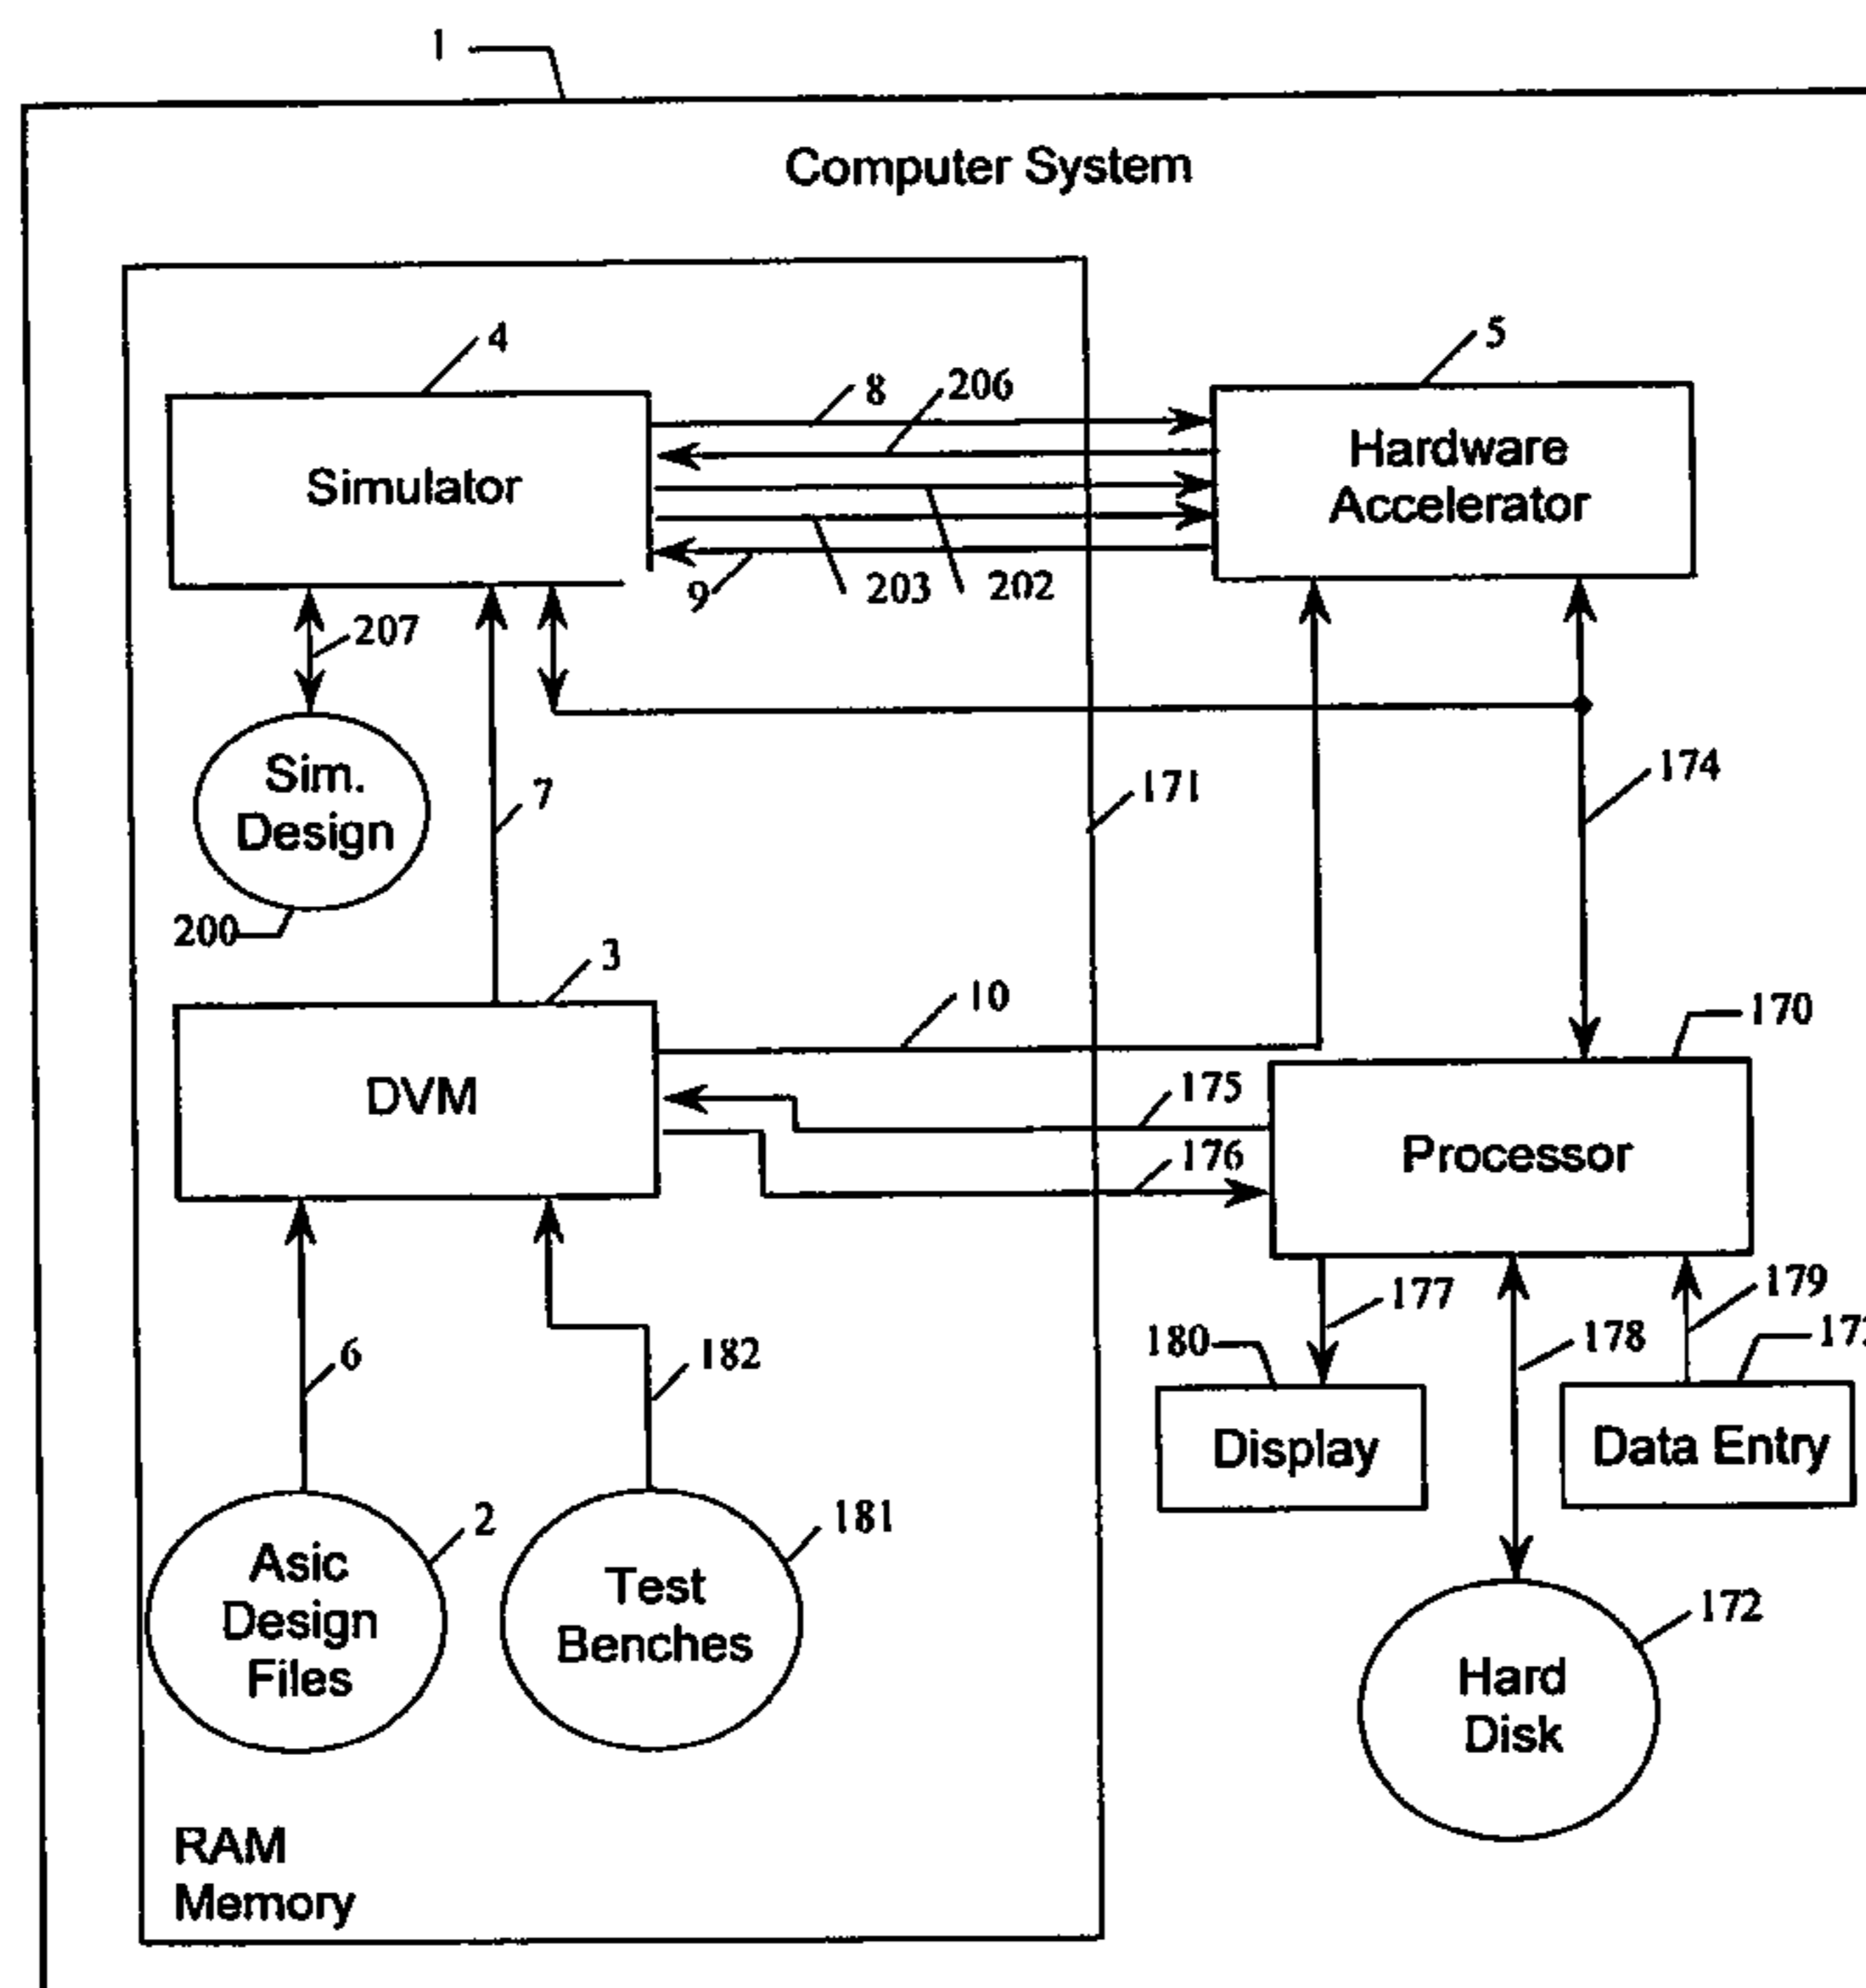 1
Computer System
4
5
8
206
Simulator
Hardware
Accelerator
9
203
202
207
Sim.
Design
7
171
174
200
3
10
170
DVM
175
176
Processor
177
179
180
178
6
182
Display
Data Entry
2
181
Asic
Design
Files
Test
Benches
172
Hard
Disk
RAM
Memory